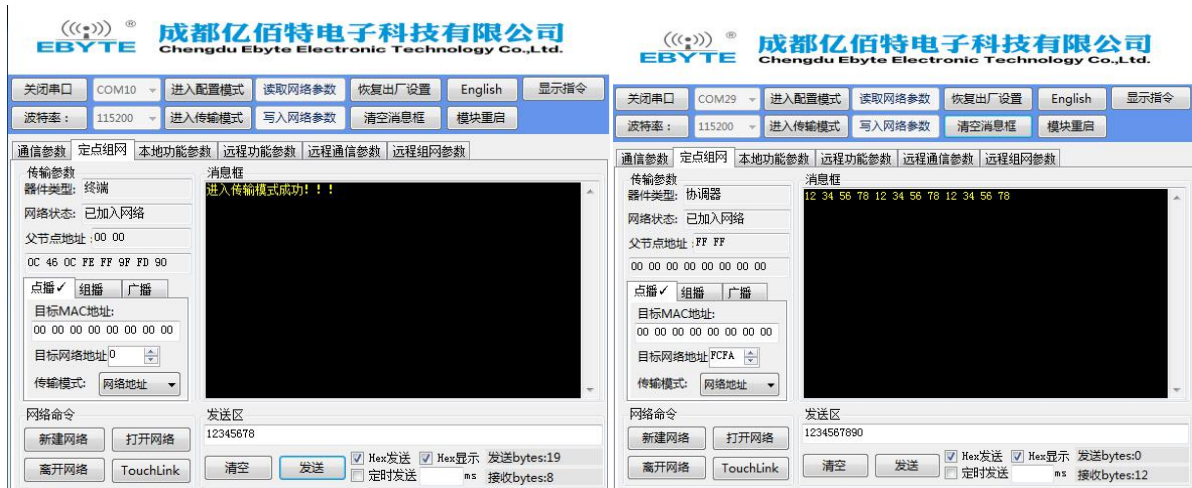 EBYTE ®
成都亿佰特电子科技有限公司
Chengdu Ebyte Electronic Technology Co.,Ltd.
关闭串口 COM10 进入配置模式 读取网络参数 恢复出厂设置 English 显示指令
波特率： 115200 进入传输模式 写入网络参数 清空消息框 模块重启
通信参数 定点组网 本地功能参数 远程功能参数 远程通信参数 远程组网参数
传输参数
器件类型: 终端
网络状态: 已加入网络
父节点地址: 00 00
0C 46 0C FE FF 9F FD 90
点播✓ 组播 广播
目标MAC地址:
00 00 00 00 00 00 00 00
目标网络地址 0
传输模式: 网络地址
消息框
进入传输模式成功！！！
网络命令
新建网络 打开网络
离开网络 TouchLink
发送区
12345678
清空 发送 Hex发送 Hex显示 发送bytes:19
定时发送 ms 接收bytes:8
EBYTE ®
成都亿佰特电子科技有限公司
Chengdu Ebyte Electronic Technology Co.,Ltd.
关闭串口 COM29 进入配置模式 读取网络参数 恢复出厂设置 English 显示指令
波特率： 115200 进入传输模式 写入网络参数 清空消息框 模块重启
通信参数 定点组网 本地功能参数 远程功能参数 远程通信参数 远程组网参数
传输参数
器件类型: 协调器
网络状态: 已加入网络
父节点地址: FF FF
00 00 00 00 00 00 00 00
点播✓ 组播 广播
目标MAC地址:
00 00 00 00 00 00 00 00
目标网络地址 FCFA
传输模式: 网络地址
消息框
12 34 56 78 12 34 56 78 12 34 56 78
网络命令
新建网络 打开网络
离开网络 TouchLink
发送区
1234567890
清空 发送 Hex发送 Hex显示 发送bytes:0
定时发送 ms 接收bytes:12